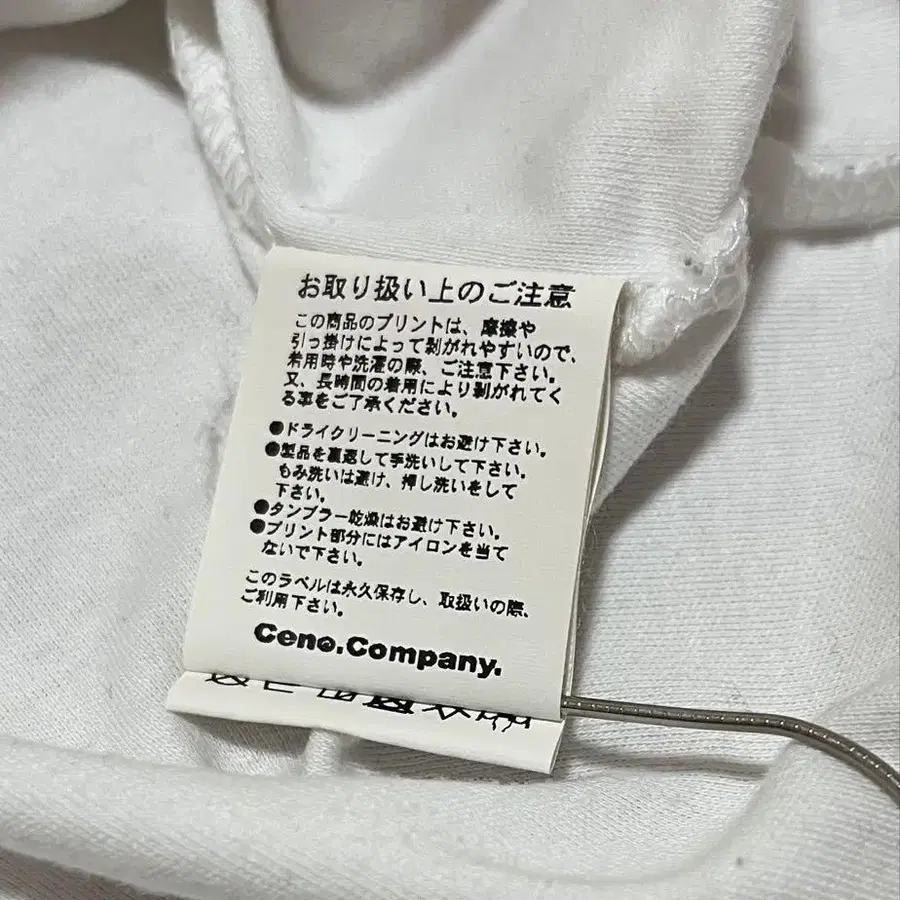 お取り扱い上のご注意
この商品のプリントは、摩擦や
引っ掛けによって剥がれやすいので、
着用時や洗濯の際、ご注意下さい。
又、長時間の着用により剥がれてく
る事をご了承ください。
●ドライクリーニングはお避け下さい。
●製品を裏返して手洗いして下さい。
もみ洗いは避け、押し洗いをして
下さい。
●タンブラー乾燥はお避け下さい。
●プリント部分にはアイロンを当て
ないで下さい。
このラベルは永久保存し、取扱いの際、
ご利用下さい。
Ceno.Company.